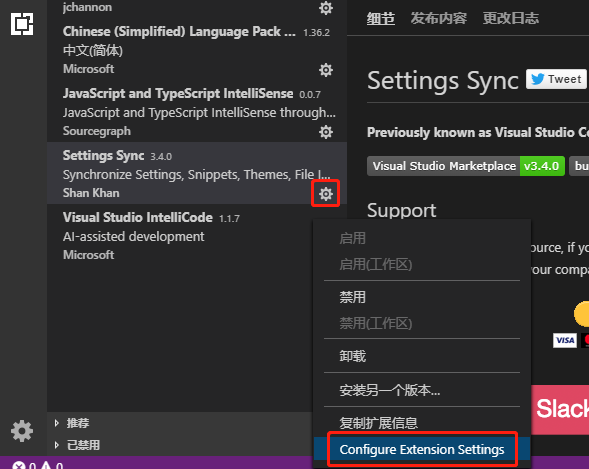 jchannon
Chinese (Simplified) Language Pack ... 1.36.2
中文(简体)
Microsoft
JavaScript and TypeScript IntelliSense 0.0.7
JavaScript and TypeScript IntelliSense through...
Sourcegraph
Settings Sync 3.4.0
Synchronize Settings, Snippets, Themes, File I...
Shan Khan
Visual Studio IntelliCode 1.1.7
AI-assisted development
Microsoft
推荐
已禁用
0 0
细节 发布内容 更改日志
Settings Sync Tweet
Previously known as Visual Studio Co
Visual Studio Marketplace v3.4.0 bu
Support
ource, if yo
your compa
VISA
Slack
启用
启用(工作区)
禁用
禁用(工作区)
卸载
安装另一个版本...
复制扩展信息
Configure Extension Settings